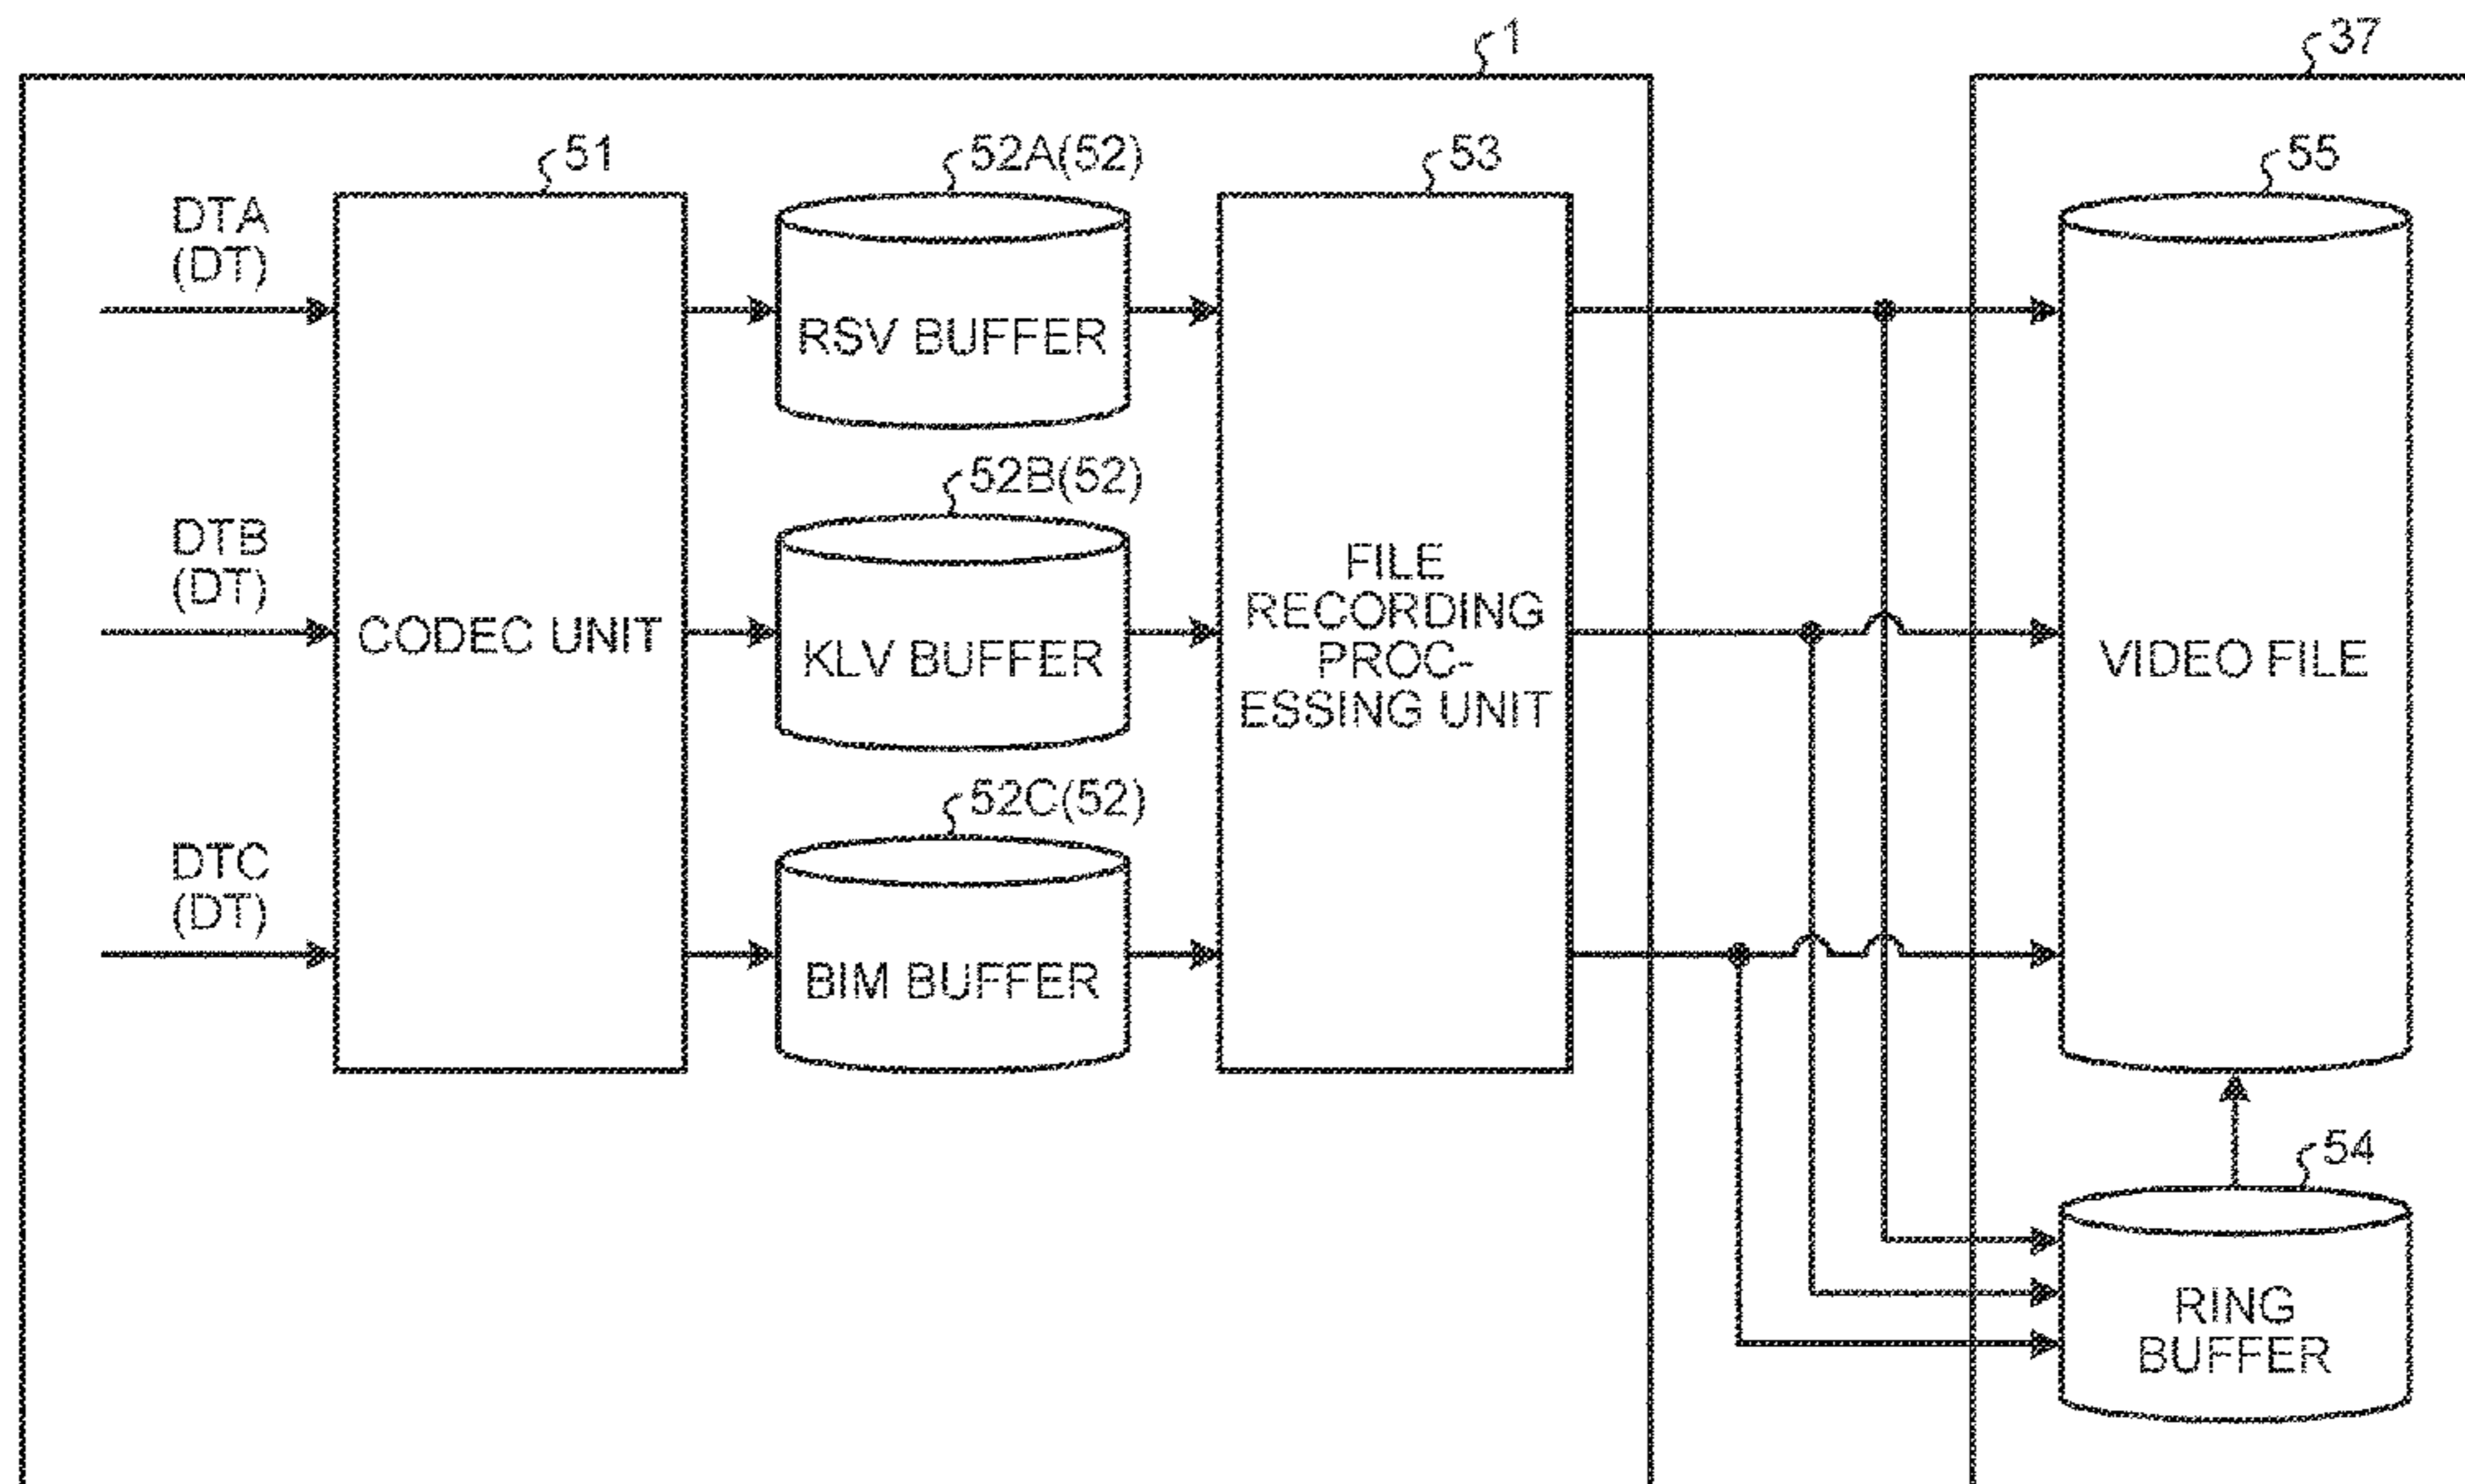 1
37
51
52A(52)
53
55
DTA
(DT)
RSV BUFFER
52B(52)
DTB
(DT)
CODEC UNIT
KLV BUFFER
FILE
RECORDING
PROC-
ESSING UNIT
VIDEO FILE
52C(52)
DTC
(DT)
BIM BUFFER
54
RING
BUFFER